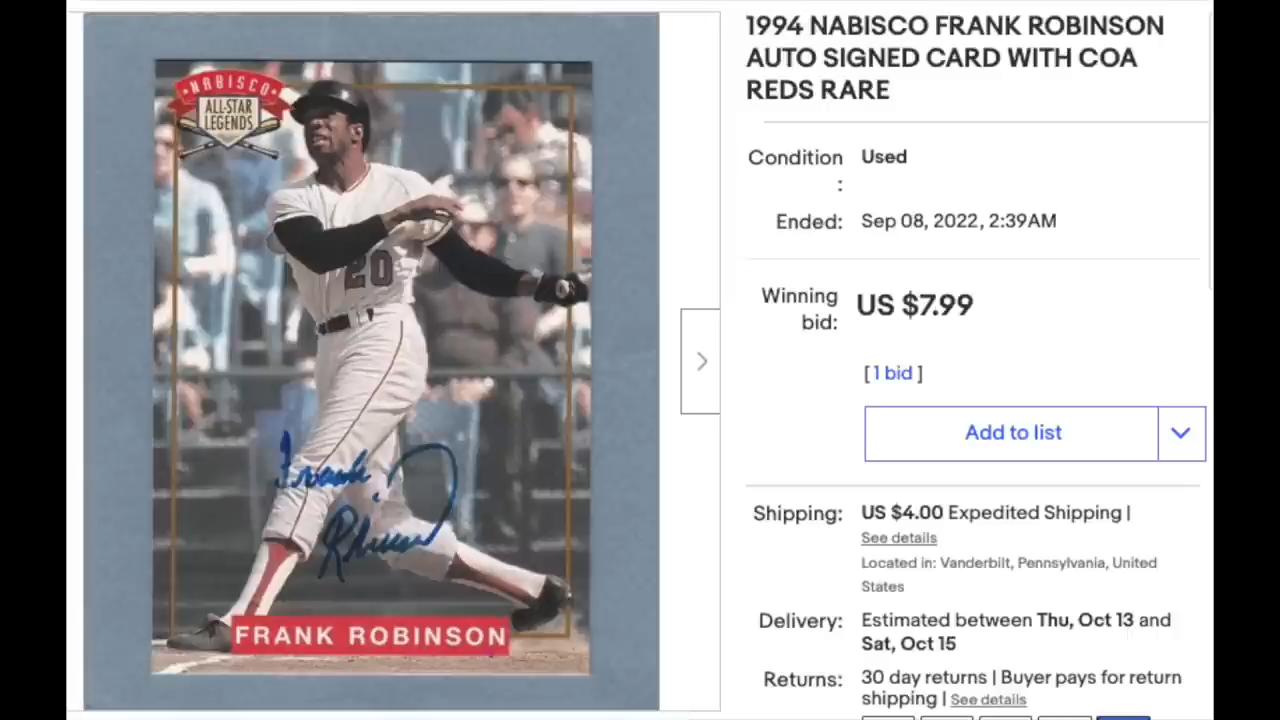 NABISCO
ALL-STAR
LEGENDS
20
Frank
Robinson
FRANK ROBINSON
1994 NABISCO FRANK ROBINSON
AUTO SIGNED CARD WITH COA
REDS RARE
Condition Used
:
Ended: Sep 08, 2022, 2:39AM
Winning
bid: US $7.99
[ 1 bid ]
Add to list
Shipping: US $4.00 Expedited Shipping |
See details
Located in: Vanderbilt, Pennsylvania, United
States
Delivery: Estimated between Thu, Oct 13 and
Sat, Oct 15
Returns: 30 day returns | Buyer pays for return
shipping | See details